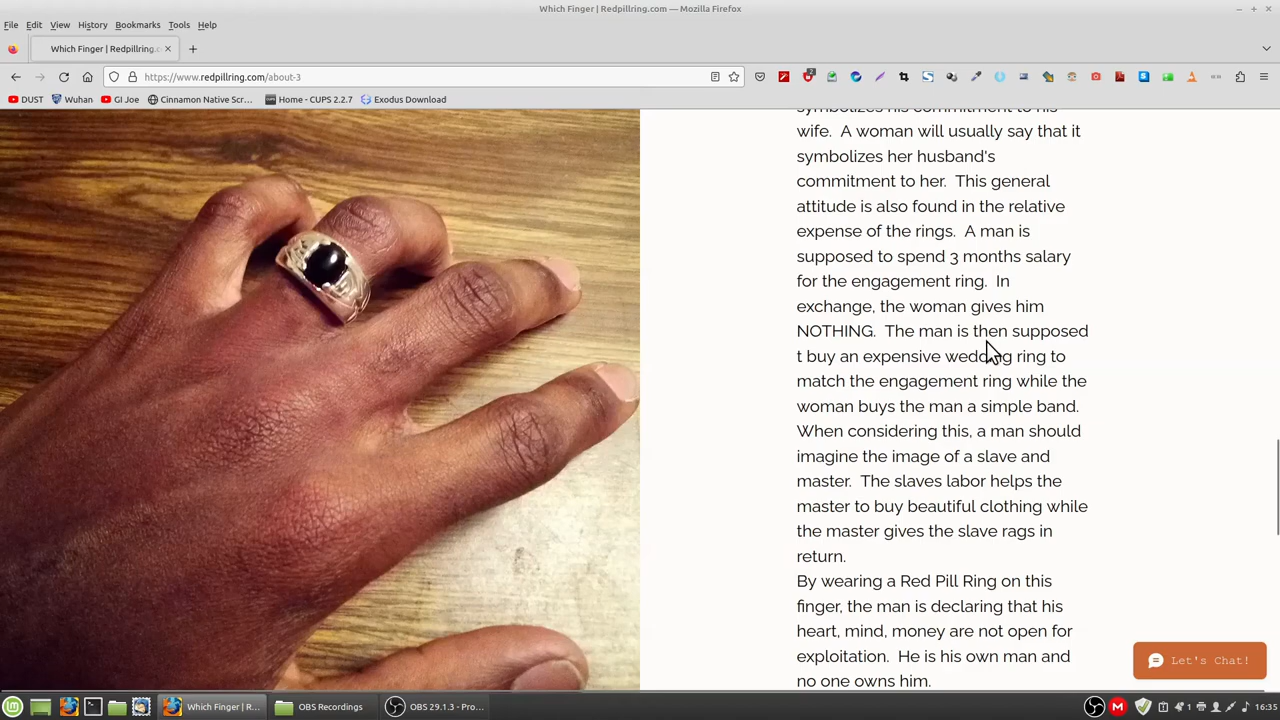 Which Finger | Redpillring.com — Mozilla Firefox
File Edit View History Bookmarks Tools Help
Which Finger | Redpillring.c
https://www.redpillring.com/about-3
DUST Wuhan GI Joe Cinnamon Native Scr... Home - CUPS 2.2.7 Exodus Download
symbolizes his commitment to his
wife. A woman will usually say that it
symbolizes her husband's
commitment to her. This general
attitude is also found in the relative
expense of the rings. A man is
supposed to spend 3 months salary
for the engagement ring. In
exchange, the woman gives him
NOTHING. The man is then supposed
t buy an expensive wedding ring to
match the engagement ring while the
woman buys the man a simple band.
When considering this, a man should
imagine the image of a slave and
master. The slaves labor helps the
master to buy beautiful clothing while
the master gives the slave rags in
return.
By wearing a Red Pill Ring on this
finger, the man is declaring that his
heart, mind, money are not open for
exploitation. He is his own man and
no one owns him.
Let's Chat!
Which Finger | R... OBS Recordings OBS 29.1.3 - Pro... 1 16:35